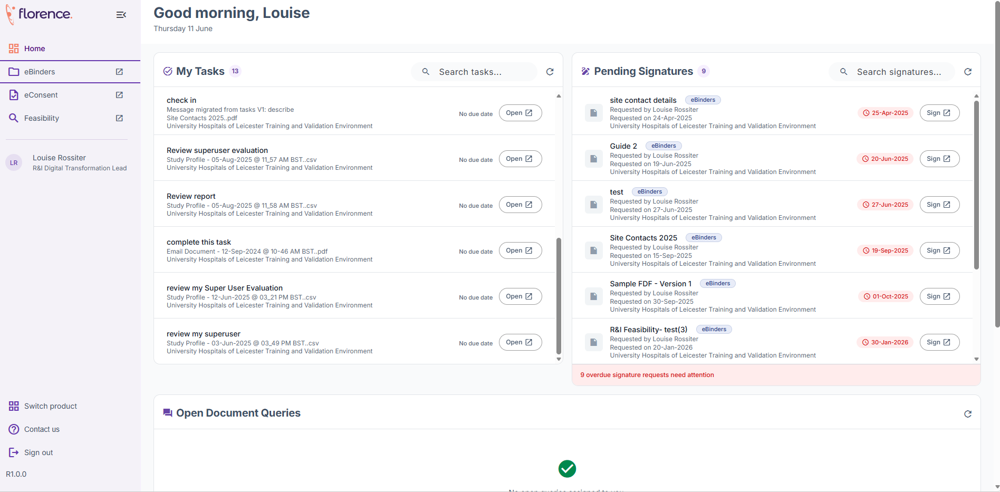 florence.
Home
eBinders
eConsent
Feasibility
LR
Louise Rossiter
R&I Digital Transformation Lead
Switch product
Contact us
Sign out
R1.0.0
Good morning, Louise
Thursday 11 June
My Tasks 13
Search tasks...
check in
Message migrated from tasks V1: describe
Site Contacts 2025..pdf
University Hospitals of Leicester Training and Validation Environment
No due date
Open
Review superuser evaluation
Study Profile - 05-Aug-2025 @ 11_57 AM BST..csv
University Hospitals of Leicester Training and Validation Environment
No due date
Open
Review report
Study Profile - 05-Aug-2025 @ 11_58 AM BST..csv
University Hospitals of Leicester Training and Validation Environment
No due date
Open
complete this task
Email Document - 12-Sep-2024 @ 10-46 AM BST..pdf
University Hospitals of Leicester Training and Validation Environment
No due date
Open
review my Super User Evaluation
Study Profile - 12-Jun-2025 @ 03_21 PM BST..csv
University Hospitals of Leicester Training and Validation Environment
No due date
Open
review my superuser
Study Profile - 03-Jun-2025 @ 03_49 PM BST..csv
University Hospitals of Leicester Training and Validation Environment
No due date
Open
Pending Signatures 9
Search signatures...
site contact details eBinders
Requested by Louise Rossiter
Requested on 24-Apr-2025
University Hospitals of Leicester Training and Validation Environment
25-Apr-2025
Sign
Guide 2 eBinders
Requested by Louise Rossiter
Requested on 19-Jun-2025
University Hospitals of Leicester Training and Validation Environment
20-Jun-2025
Sign
test eBinders
Requested by Louise Rossiter
Requested on 27-Jun-2025
University Hospitals of Leicester Training and Validation Environment
27-Jun-2025
Sign
Site Contacts 2025 eBinders
Requested by Louise Rossiter
Requested on 15-Sep-2025
University Hospitals of Leicester Training and Validation Environment
19-Sep-2025
Sign
Sample FDF - Version 1 eBinders
Requested by Louise Rossiter
Requested on 30-Sep-2025
University Hospitals of Leicester Training and Validation Environment
01-Oct-2025
Sign
R&I Feasibility- test(3) eBinders
Requested by Louise Rossiter
Requested on 20-Jan-2026
University Hospitals of Leicester Training and Validation Environment
30-Jan-2026
Sign
9 overdue signature requests need attention
Open Document Queries
No open queries assigned to you